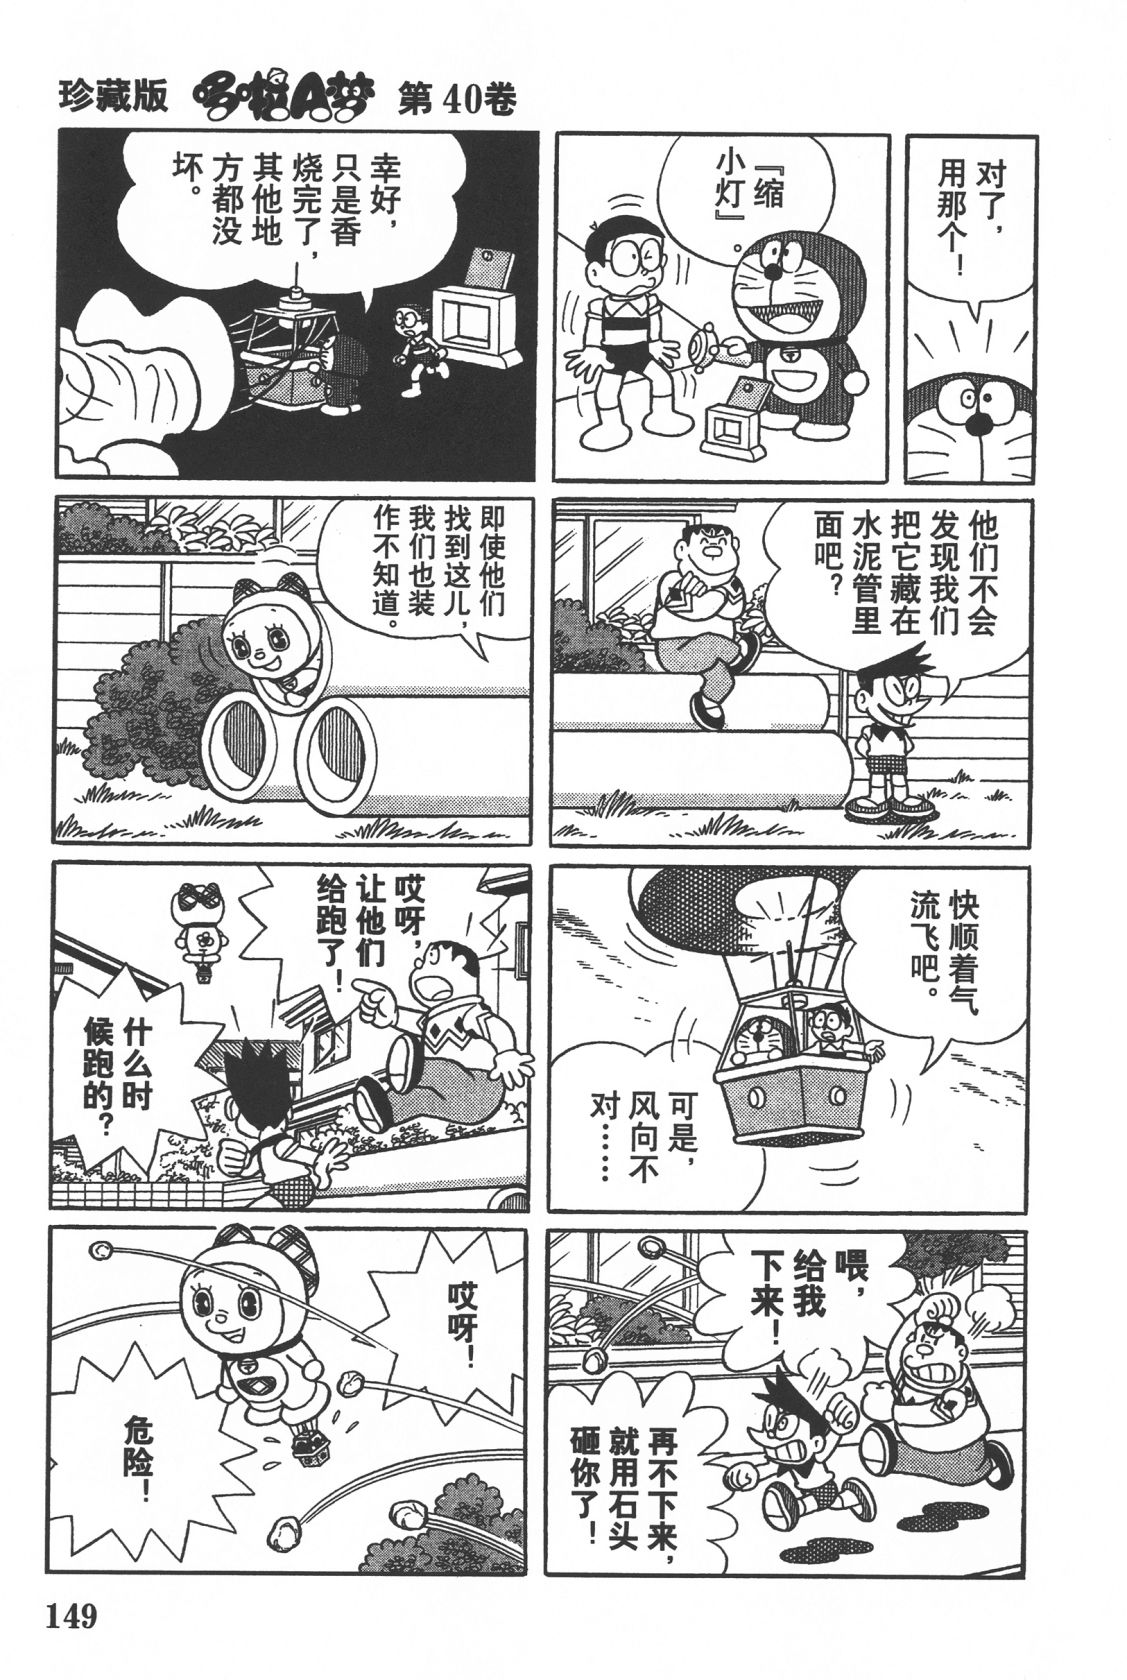 珍藏版 哆啦A梦 第40卷
对了，
用那个！
『缩
小灯』。
幸好，
只是香
烧完了，
其他地
方都没
坏。
他们不会
发现我们
把它藏在
水泥管里
面吧？
即使他们
找到这儿，
我们也装
作不知道。
快顺着气
流飞吧。
可是，
风向不
对……
哎呀，
让他们
给跑了！
什么时
候跑的？
喂，
给我
下来！
再不下来，
就用石头
砸你了！
哎呀！
危险！
149